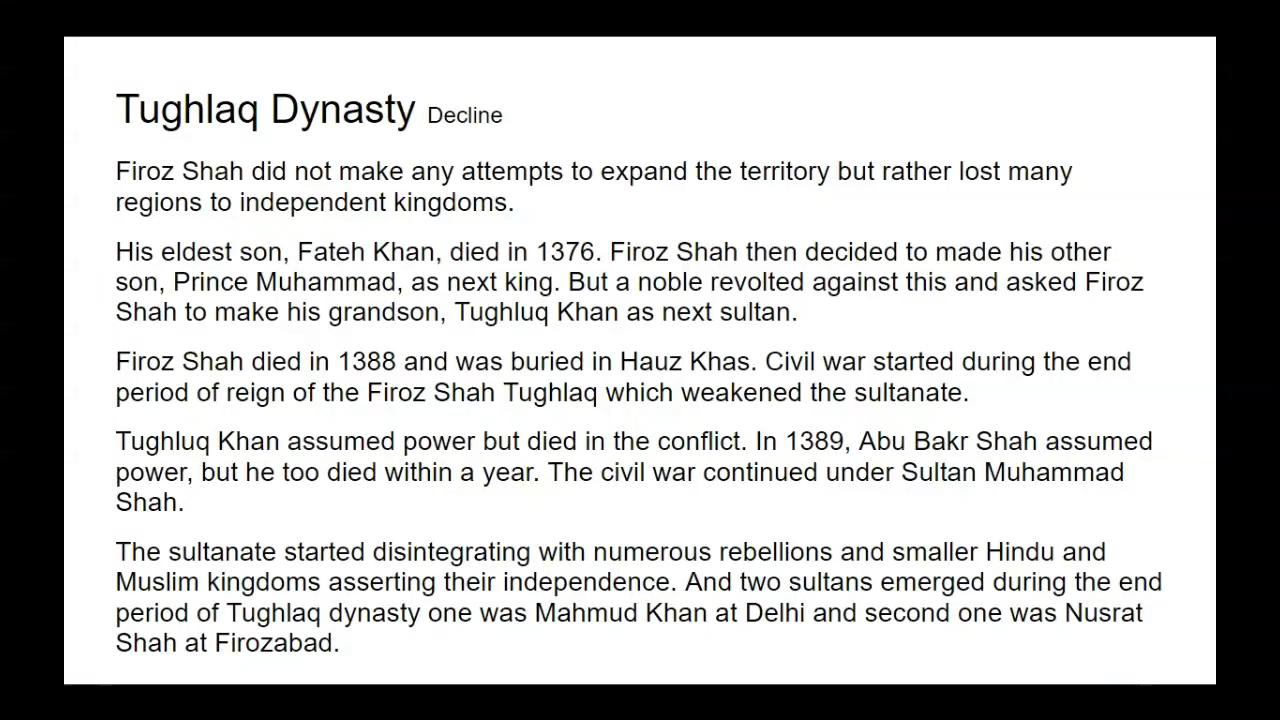 Tughlaq Dynasty Decline
Firoz Shah did not make any attempts to expand the territory but rather lost many
regions to independent kingdoms.
His eldest son, Fateh Khan, died in 1376. Firoz Shah then decided to made his other
son, Prince Muhammad, as next king. But a noble revolted against this and asked Firoz
Shah to make his grandson, Tughluq Khan as next sultan.
Firoz Shah died in 1388 and was buried in Hauz Khas. Civil war started during the end
period of reign of the Firoz Shah Tughlaq which weakened the sultanate.
Tughluq Khan assumed power but died in the conflict. In 1389, Abu Bakr Shah assumed
power, but he too died within a year. The civil war continued under Sultan Muhammad
Shah.
The sultanate started disintegrating with numerous rebellions and smaller Hindu and
Muslim kingdoms asserting their independence. And two sultans emerged during the end
period of Tughlaq dynasty one was Mahmud Khan at Delhi and second one was Nusrat
Shah at Firozabad.